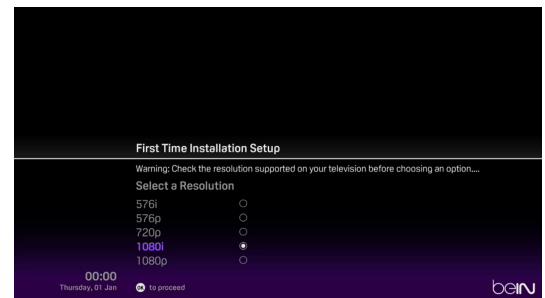 First Time Installation Setup
Warning: Check the resolution supported on your television before choosing an option....
Select a Resolution
576i
576p
720p
1080i
1080p
00:00
Thursday, 01 Jan
OK to proceed
beIN